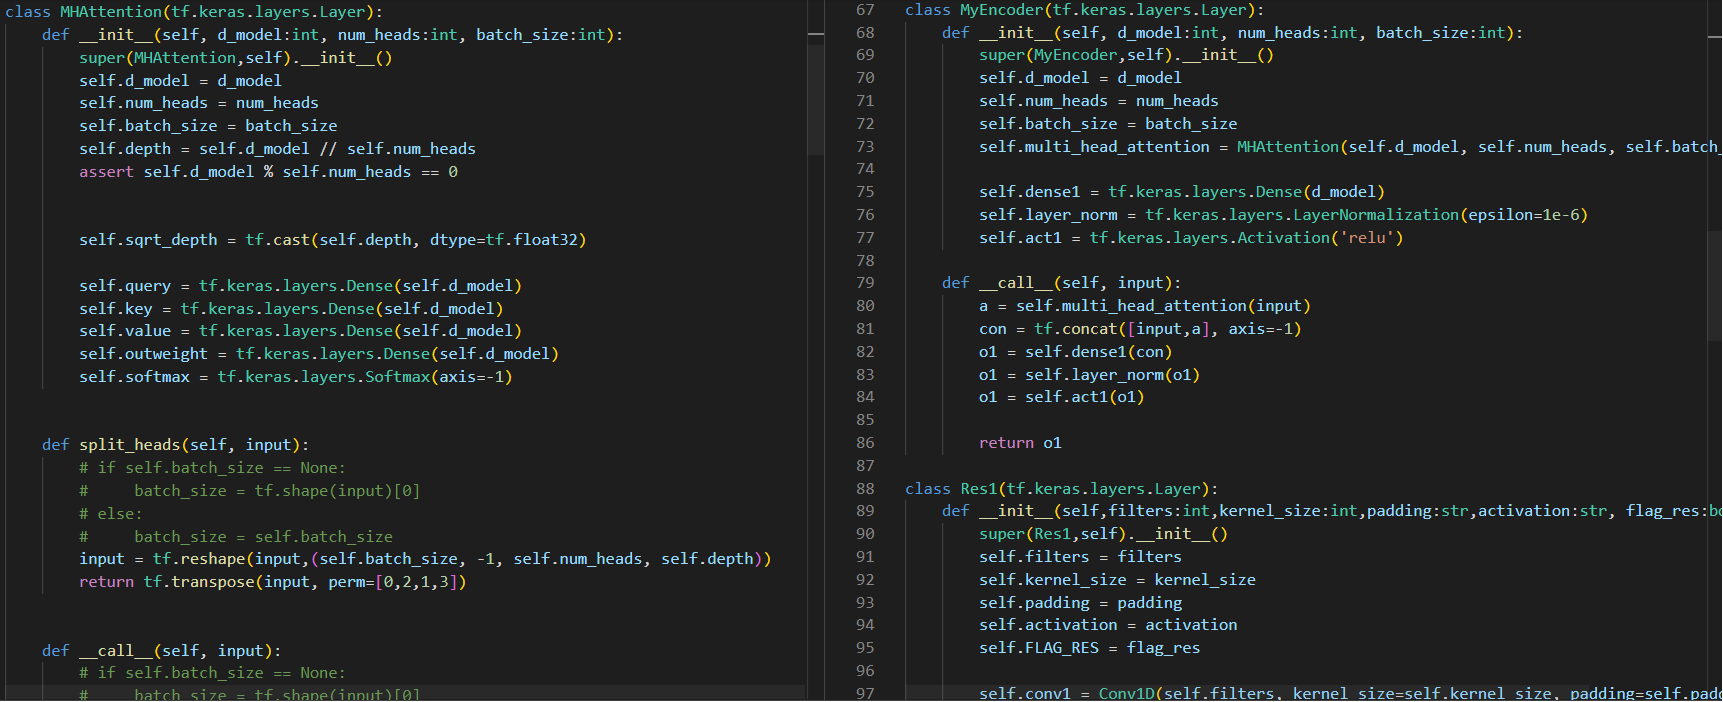 class MHAttention(tf.keras.layers.Layer):
    def __init__(self, d_model:int, num_heads:int, batch_size:int):
        super(MHAttention,self).__init__()
        self.d_model = d_model
        self.num_heads = num_heads
        self.batch_size = batch_size
        self.depth = self.d_model // self.num_heads
        assert self.d_model % self.num_heads == 0
        self.sqrt_depth = tf.cast(self.depth, dtype=tf.float32)
        self.query = tf.keras.layers.Dense(self.d_model)
        self.key = tf.keras.layers.Dense(self.d_model)
        self.value = tf.keras.layers.Dense(self.d_model)
        self.outweight = tf.keras.layers.Dense(self.d_model)
        self.softmax = tf.keras.layers.Softmax(axis=-1)
    def split_heads(self, input):
        # if self.batch_size == None:
        #     batch_size = tf.shape(input)[0]
        # else:
        #     batch_size = self.batch_size
        input = tf.reshape(input,(self.batch_size, -1, self.num_heads, self.depth))
        return tf.transpose(input, perm=[0,2,1,3])
    def __call__(self, input):
        # if self.batch_size == None:
        #     batch_size = tf.shape(input)[0]
67 class MyEncoder(tf.keras.layers.Layer):
68     def __init__(self, d_model:int, num_heads:int, batch_size:int):
69         super(MyEncoder,self).__init__()
70         self.d_model = d_model
71         self.num_heads = num_heads
72         self.batch_size = batch_size
73         self.multi_head_attention = MHAttention(self.d_model, self.num_heads, self.batch_
74
75         self.dense1 = tf.keras.layers.Dense(d_model)
76         self.layer_norm = tf.keras.layers.LayerNormalization(epsilon=1e-6)
77         self.act1 = tf.keras.layers.Activation('relu')
78
79     def __call__(self, input):
80         a = self.multi_head_attention(input)
81         con = tf.concat([input,a], axis=-1)
82         o1 = self.dense1(con)
83         o1 = self.layer_norm(o1)
84         o1 = self.act1(o1)
85
86         return o1
87
88 class Res1(tf.keras.layers.Layer):
89     def __init__(self,filters:int,kernel_size:int,padding:str,activation:str, flag_res:bo
90         super(Res1,self).__init__()
91         self.filters = filters
92         self.kernel_size = kernel_size
93         self.padding = padding
94         self.activation = activation
95         self.FLAG_RES = flag_res
96
97         self.conv1 = Conv1D(self.filters, kernel_size=self.kernel_size, padding=self.padd